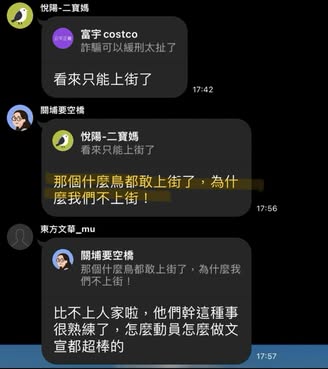 悅陽-二寶媽
富宇costco
詐騙可以緩刑太扯了
看來只能上街了
17:42
關埔要空橋
悅陽-二寶媽
看來只能上街了
那個什麼鳥都敢上街了，為什
麼我們不上街！
17:56
東方文華_mu
關埔要空橋
那個什麼鳥都敢上街了，為什麼我
們不上街！
比不上人家啦，他們幹這種事
很熟練了，怎麼動員怎麼做文
宣都超棒的
17:57